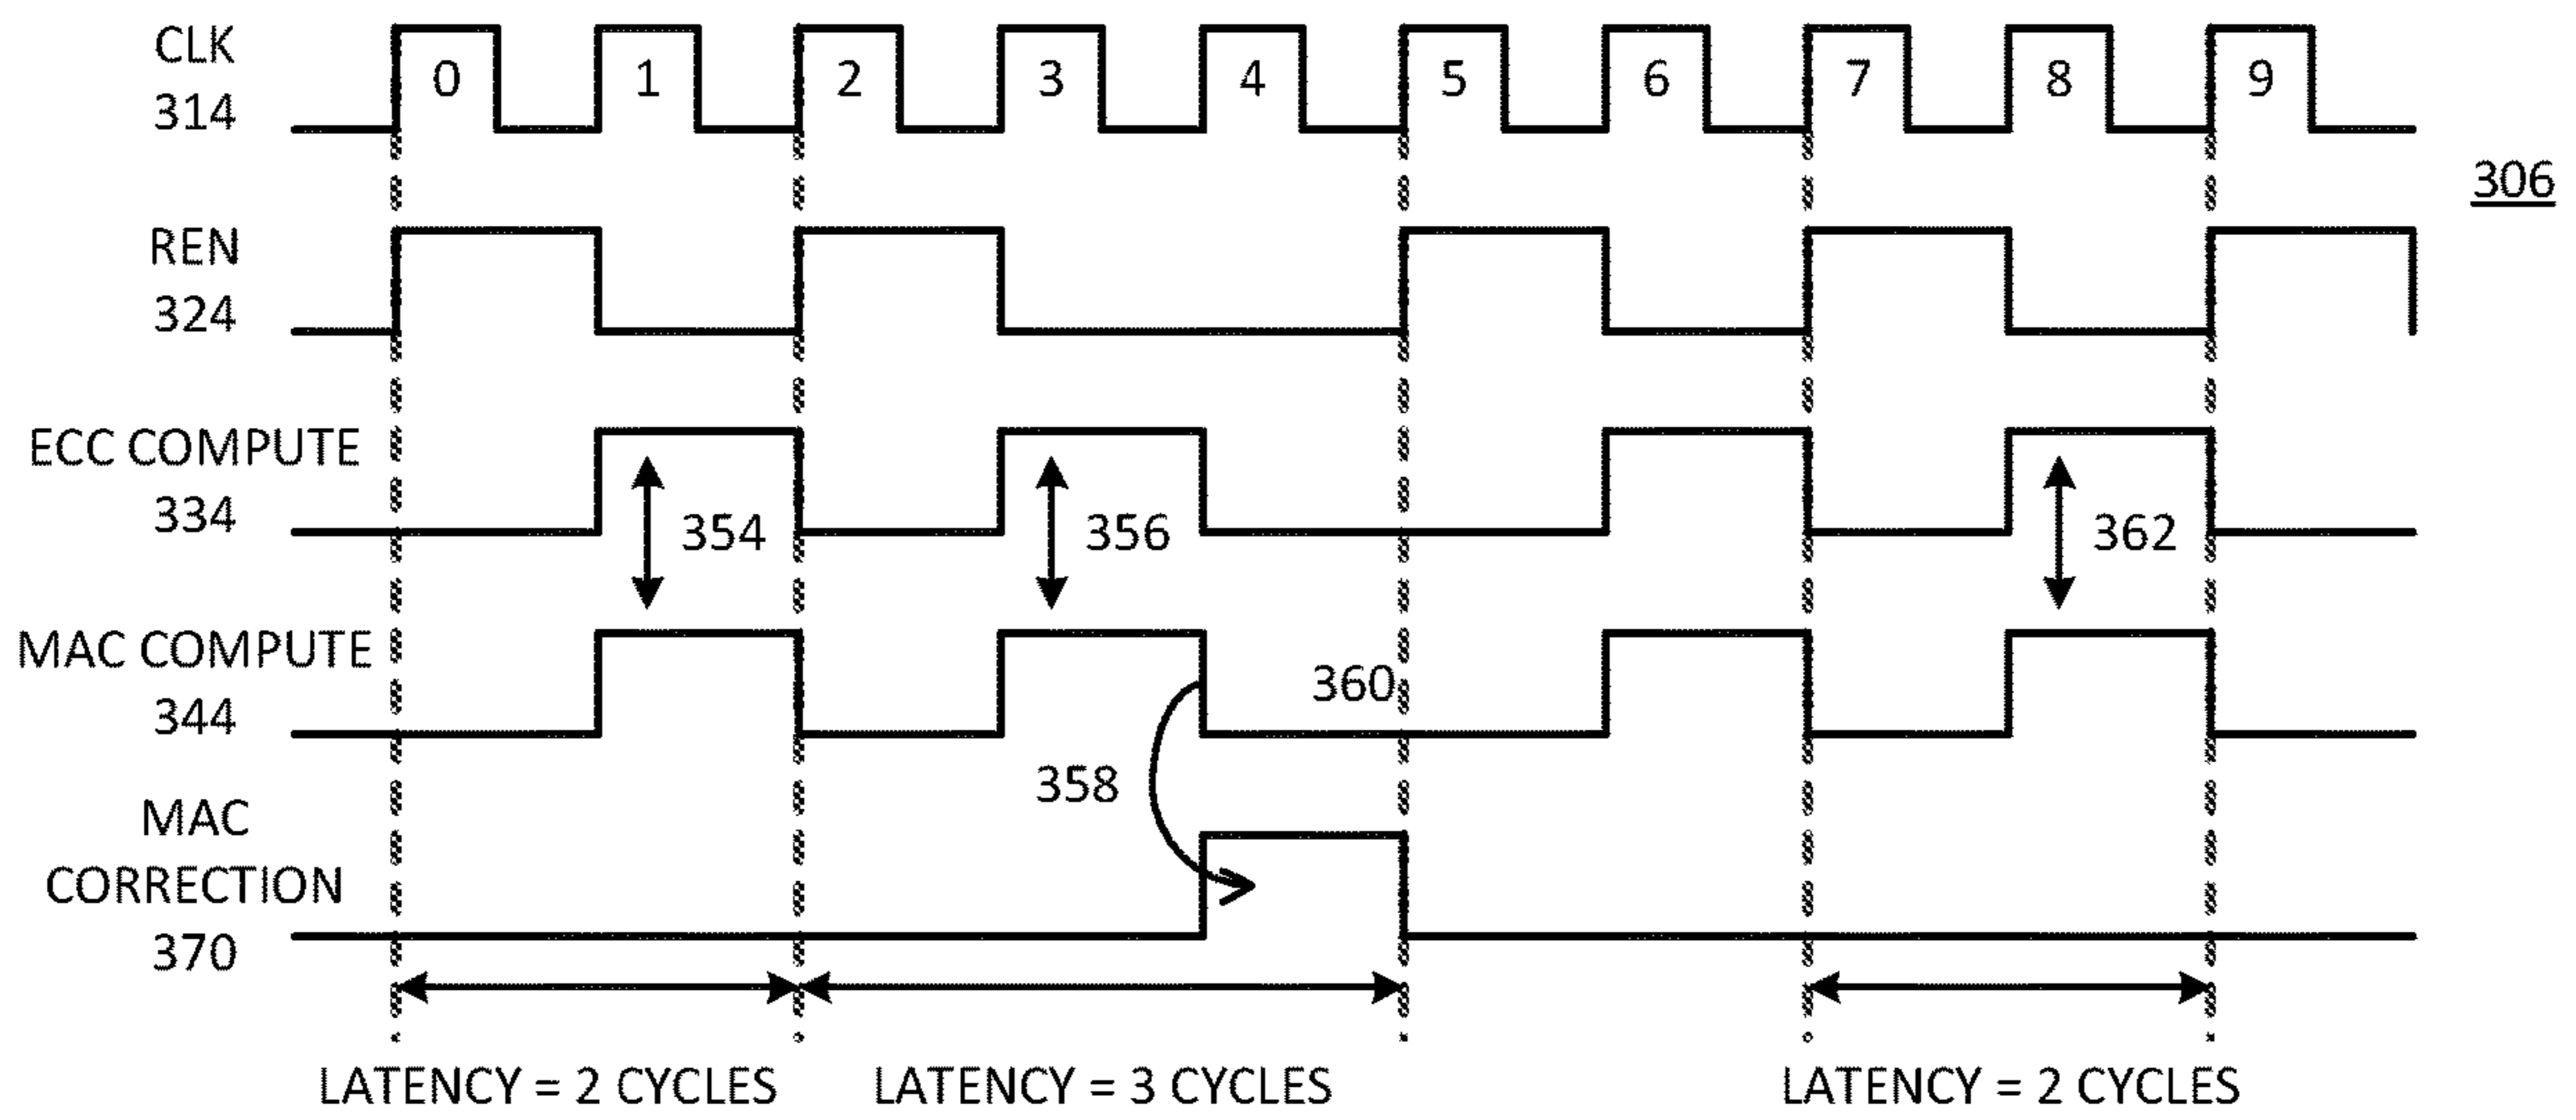 CLK
314
0 1 2 3 4 5 6 7 8 9
306
REN
324
ECC COMPUTE
334
354 356 362
MAC COMPUTE
344
360
358
MAC
CORRECTION
370
LATENCY = 2 CYCLES LATENCY = 3 CYCLES LATENCY = 2 CYCLES